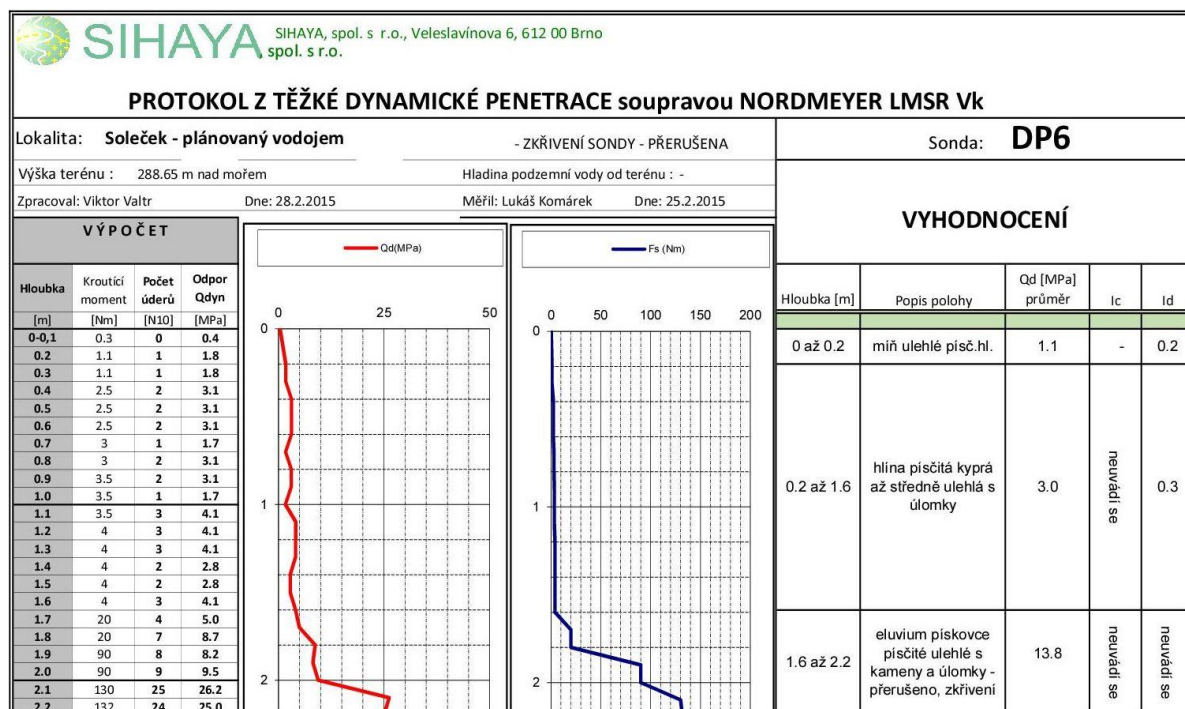 SIHAYA
SIHAYA, spol. s r.o., Veleslavínova 6, 612 00 Brno
, spol. s r.o.
PROTOKOL Z TĚŽKÉ DYNAMICKÉ PENETRACE soupravou NORDMEYER LMSR Vk
Lokalita: Soleček - plánovaný vodojem
- ZKŘIVENÍ SONDY - PŘERUŠENA
Sonda: DP6
Výška terénu : 288.65 m nad mořem
Hladina podzemní vody od terénu : -
Zpracoval: Viktor Valtr Dne: 28.2.2015
Měřil: Lukáš Komárek Dne: 25.2.2015
VYHODNOCENÍ
VÝPOČET
Hloubka Kroutící moment Počet úderů Odpor Qdyn
[m] [Nm] [N10] [MPa]
0-0,1 0.3 0 0.4
0.2 1.1 1 1.8
0.3 1.1 1 1.8
0.4 2.5 2 3.1
0.5 2.5 2 3.1
0.6 2.5 2 3.1
0.7 3 1 1.7
0.8 3 2 3.1
0.9 3.5 2 3.1
1.0 3.5 1 1.7
1.1 3.5 3 4.1
1.2 4 3 4.1
1.3 4 3 4.1
1.4 4 2 2.8
1.5 4 2 2.8
1.6 4 3 4.1
1.7 20 4 5.0
1.8 20 7 8.7
1.9 90 8 8.2
2.0 90 9 9.5
2.1 130 25 26.2
2.2 132 24 25.0
Qd(MPa)
0 25 50
0
1
2
Fs (Nm)
0 50 100 150 200
0
1
2
Hloubka [m] Popis polohy Qd [MPa] průměr Ic Id
0 až 0.2 miň ulehlé písč.hl. 1.1 - 0.2
0.2 až 1.6
hlína písčitá kyprá
až středně ulehlá s
úlomky
3.0
neuvádí se
0.3
1.6 až 2.2
eluvium pískovce
písčité ulehlé s
kameny a úlomky -
přerušeno, zkřivení
13.8
neuvádí se
neuvádí se